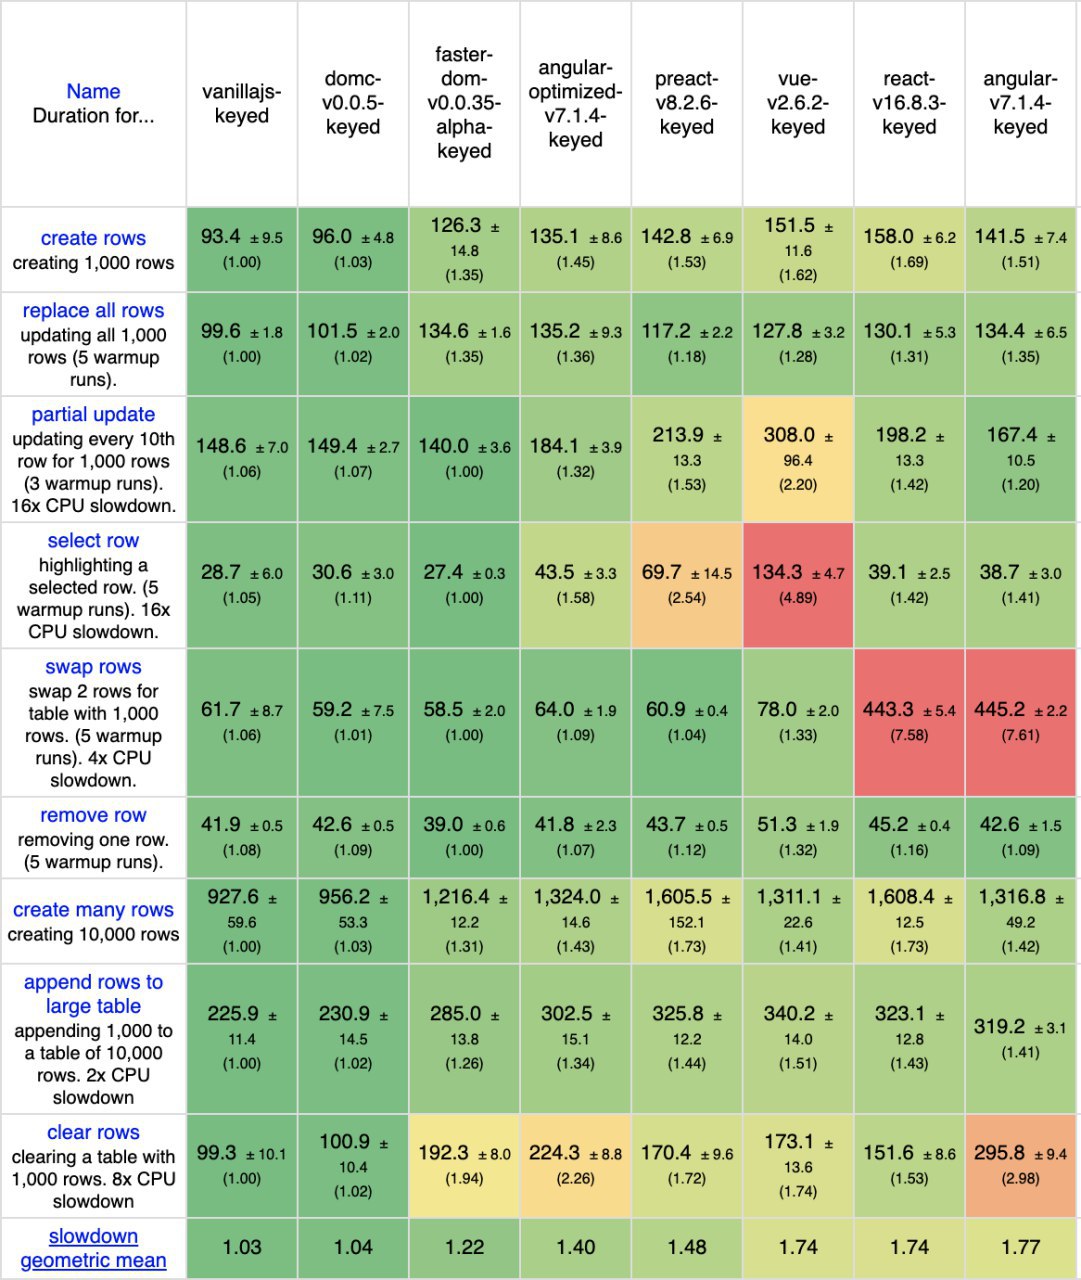 Name
Duration for...
vanillajs-
keyed
domc-
v0.0.5-
keyed
faster-
dom-
v0.0.35-
alpha-
keyed
angular-
optimized-
v7.1.4-
keyed
preact-
v8.2.6-
keyed
vue-
v2.6.2-
keyed
react-
v16.8.3-
keyed
angular-
v7.1.4-
keyed
create rows
creating 1,000 rows
93.4 ± 9.5
(1.00)
96.0 ± 4.8
(1.03)
126.3 ±
14.8
(1.35)
135.1 ± 8.6
(1.45)
142.8 ± 6.9
(1.53)
151.5 ±
11.6
(1.62)
158.0 ± 6.2
(1.69)
141.5 ± 7.4
(1.51)
replace all rows
updating all 1,000
rows (5 warmup
runs).
99.6 ± 1.8
(1.00)
101.5 ± 2.0
(1.02)
134.6 ± 1.6
(1.35)
135.2 ± 9.3
(1.36)
117.2 ± 2.2
(1.18)
127.8 ± 3.2
(1.28)
130.1 ± 5.3
(1.31)
134.4 ± 6.5
(1.35)
partial update
updating every 10th
row for 1,000 rows
(3 warmup runs).
16x CPU slowdown.
148.6 ± 7.0
(1.06)
149.4 ± 2.7
(1.07)
140.0 ± 3.6
(1.00)
184.1 ± 3.9
(1.32)
213.9 ±
13.3
(1.53)
308.0 ±
96.4
(2.20)
198.2 ±
13.3
(1.42)
167.4 ±
10.5
(1.20)
select row
highlighting a
selected row. (5
warmup runs). 16x
CPU slowdown.
28.7 ± 6.0
(1.05)
30.6 ± 3.0
(1.11)
27.4 ± 0.3
(1.00)
43.5 ± 3.3
(1.58)
69.7 ± 14.5
(2.54)
134.3 ± 4.7
(4.89)
39.1 ± 2.5
(1.42)
38.7 ± 3.0
(1.41)
swap rows
swap 2 rows for
table with 1,000
rows. (5 warmup
runs). 4x CPU
slowdown.
61.7 ± 8.7
(1.06)
59.2 ± 7.5
(1.01)
58.5 ± 2.0
(1.00)
64.0 ± 1.9
(1.09)
60.9 ± 0.4
(1.04)
78.0 ± 2.0
(1.33)
443.3 ± 5.4
(7.58)
445.2 ± 2.2
(7.61)
remove row
removing one row.
(5 warmup runs).
41.9 ± 0.5
(1.08)
42.6 ± 0.5
(1.09)
39.0 ± 0.6
(1.00)
41.8 ± 2.3
(1.07)
43.7 ± 0.5
(1.12)
51.3 ± 1.9
(1.32)
45.2 ± 0.4
(1.16)
42.6 ± 1.5
(1.09)
create many rows
creating 10,000 rows
927.6 ±
59.6
(1.00)
956.2 ±
53.3
(1.03)
1,216.4 ±
12.2
(1.31)
1,324.0 ±
14.6
(1.43)
1,605.5 ±
152.1
(1.73)
1,311.1 ±
22.6
(1.41)
1,608.4 ±
12.5
(1.73)
1,316.8 ±
49.2
(1.42)
append rows to
large table
appending 1,000 to
a table of 10,000
rows. 2x CPU
slowdown
225.9 ±
11.4
(1.00)
230.9 ±
14.5
(1.02)
285.0 ±
13.8
(1.26)
302.5 ±
15.1
(1.34)
325.8 ±
12.2
(1.44)
340.2 ±
14.0
(1.51)
323.1 ±
12.8
(1.43)
319.2 ± 3.1
(1.41)
clear rows
clearing a table with
1,000 rows. 8x CPU
slowdown
99.3 ± 10.1
(1.00)
100.9 ±
10.4
(1.02)
192.3 ± 8.0
(1.94)
224.3 ± 8.8
(2.26)
170.4 ± 9.6
(1.72)
173.1 ±
13.6
(1.74)
151.6 ± 8.6
(1.53)
295.8 ± 9.4
(2.98)
slowdown
geometric mean
1.03
1.04
1.22
1.40
1.48
1.74
1.74
1.77